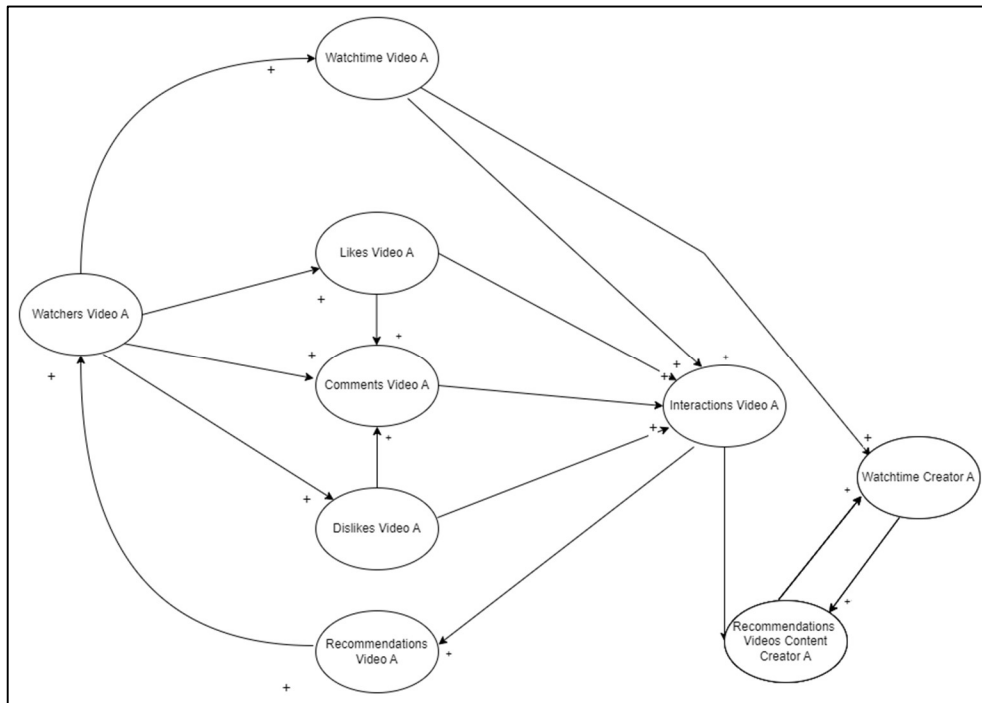 Watchtime Video A
+
Likes Video A
+
Watchers Video A
+
+
+
Comments Video A
+
+
+
+
Interactions Video A
+
+
+
Watchtime Creator A
+
+
Dislikes Video A
+
Recommendations
Videos Content
Creator A
Recommendations
Video A
+
+